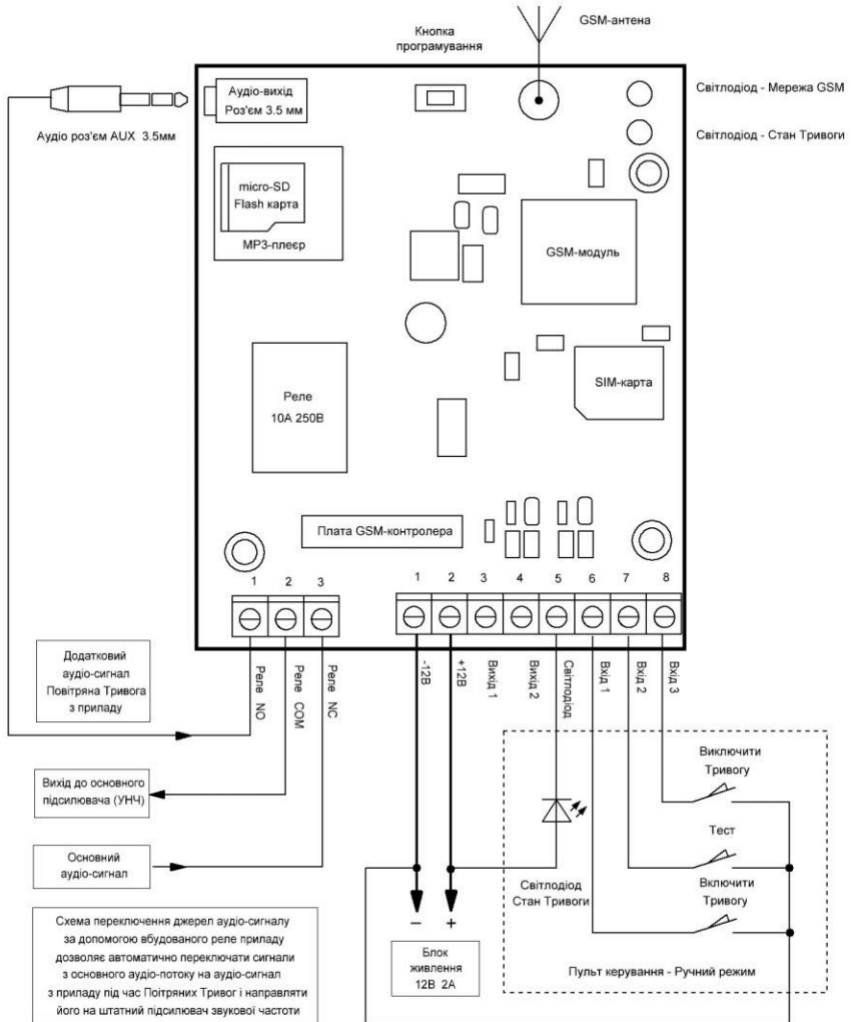 GSM-антена
Кнопка
програмування
Аудіо-вихід
Роз'єм 3.5 мм
Світлодіод - Мережа GSM
Світлодіод - Стан Тривоги
Аудіо роз'єм AUX 3.5мм
micro-SD
Flash карта
MP3-плеєр
GSM-модуль
SIM-карта
Реле
10А 250В
Плата GSM-контролера
1 2 3
1 2 3 4 5 6 7 8
Реле NO
Реле COM
Реле NC
-12В
+12В
Вихід 1
Вихід 2
Світлодіод
Вхід 1
Вхід 2
Вхід 3
Додатковий
аудіо-сигнал
Повітряна Тривога
з приладу
Вихід до основного
підсилювача (УНЧ)
Основний
аудіо-сигнал
Виключити
Тривогу
Тест
Включити
Тривогу
Світлодіод
Стан Тривоги
Пульт керування - Ручний режим
− +
Блок
живлення
12В 2А
Схема переключення джерел аудіо-сигналу
за допомогою вбудованого реле приладу
дозволяє автоматично переключати сигнали
з основного аудіо-потоку на аудіо-сигнал
з приладу під час Поітряних Тривог і направляти
його на штатний підсилювач звукової частоти